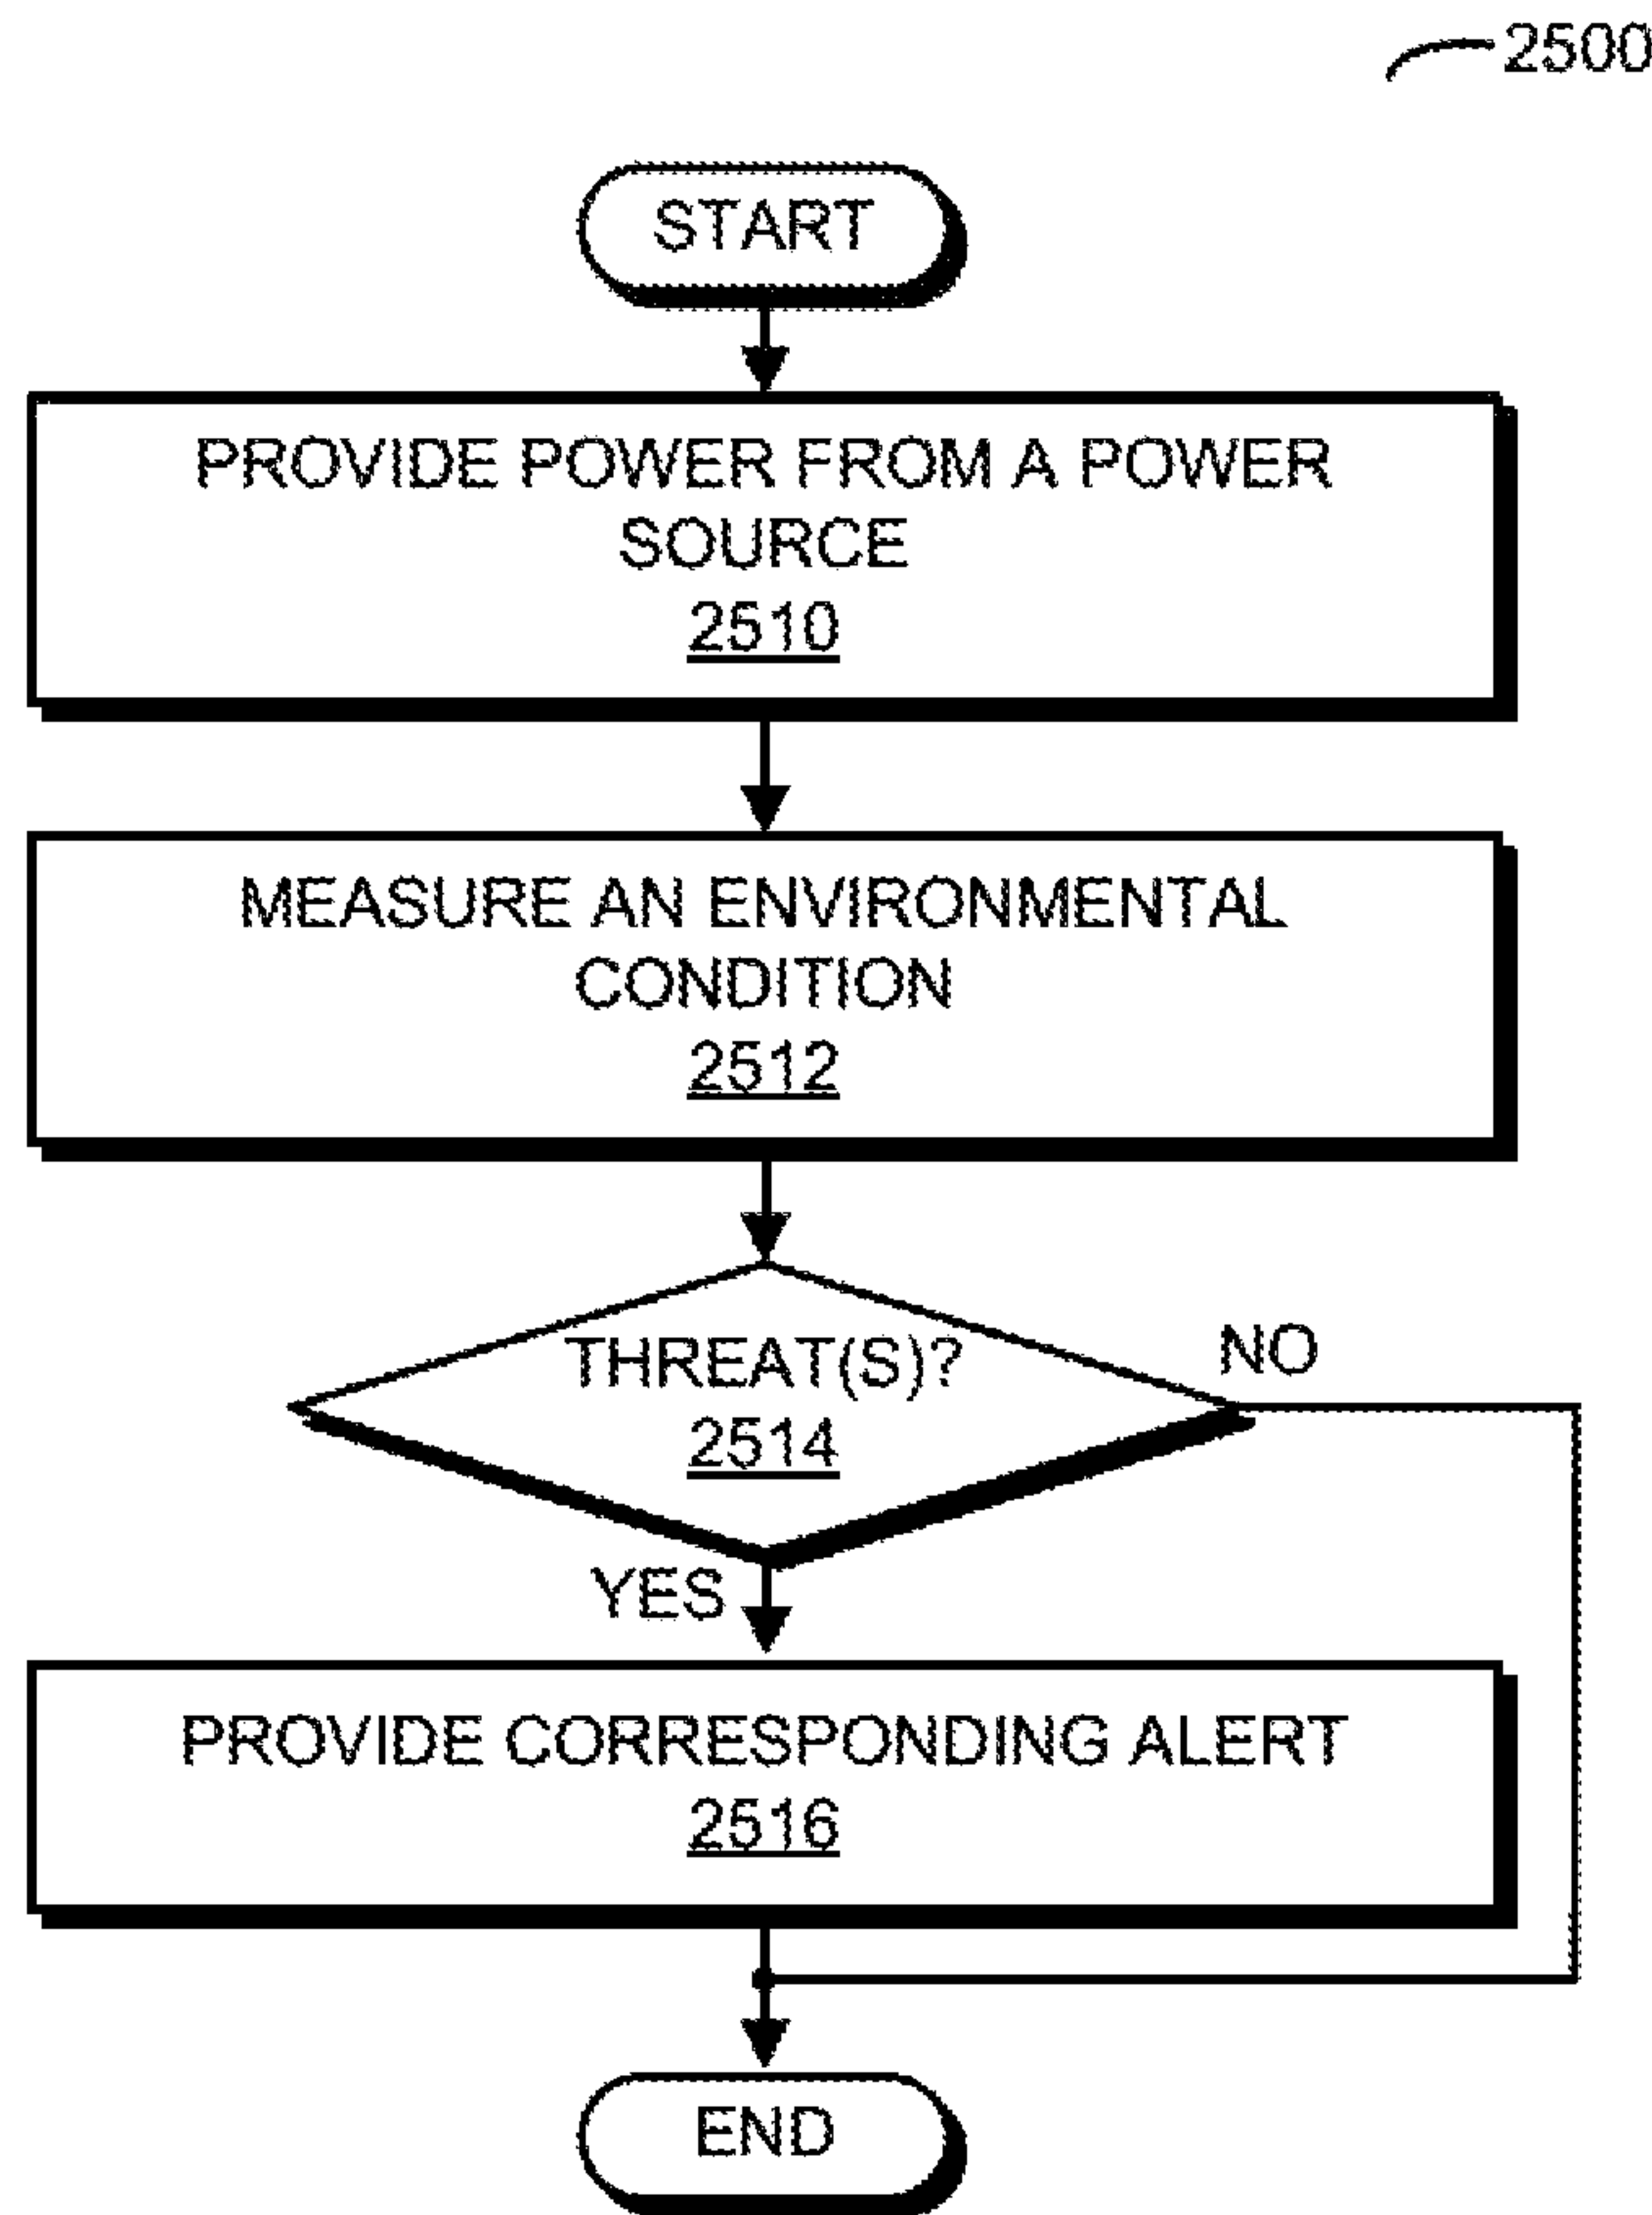 2500
START
PROVIDE POWER FROM A POWER
SOURCE
2510
MEASURE AN ENVIRONMENTAL
CONDITION
2512
THREAT(S)?
2514
NO
YES
PROVIDE CORRESPONDING ALERT
2516
END